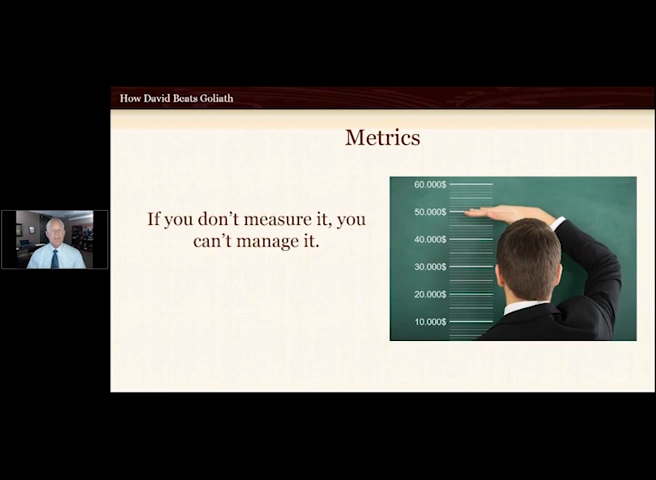 How David Beats Goliath
Metrics
If you don't measure it, you
can't manage it.
60.000$
50.000$
40.000$
30.000$
20.000$
10.000$